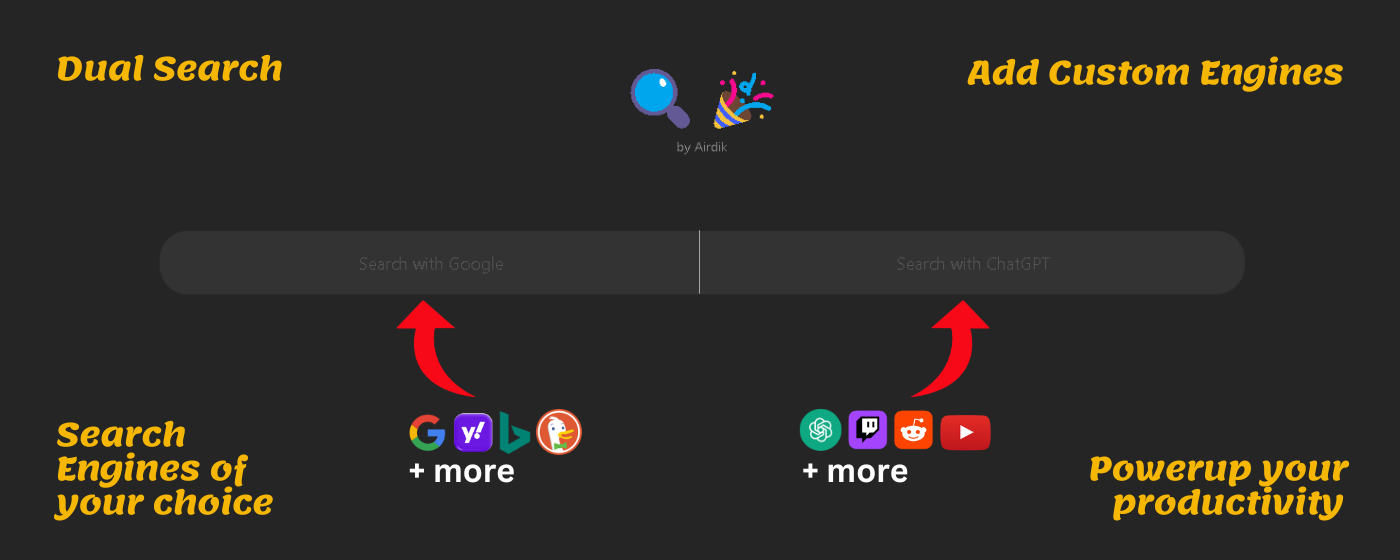 Dual Search
Add Custom Engines
by Airdik
Search with Google
Search with ChatGPT
+ more
+ more
Search
Engines of
your choice
Powerup your
productivity